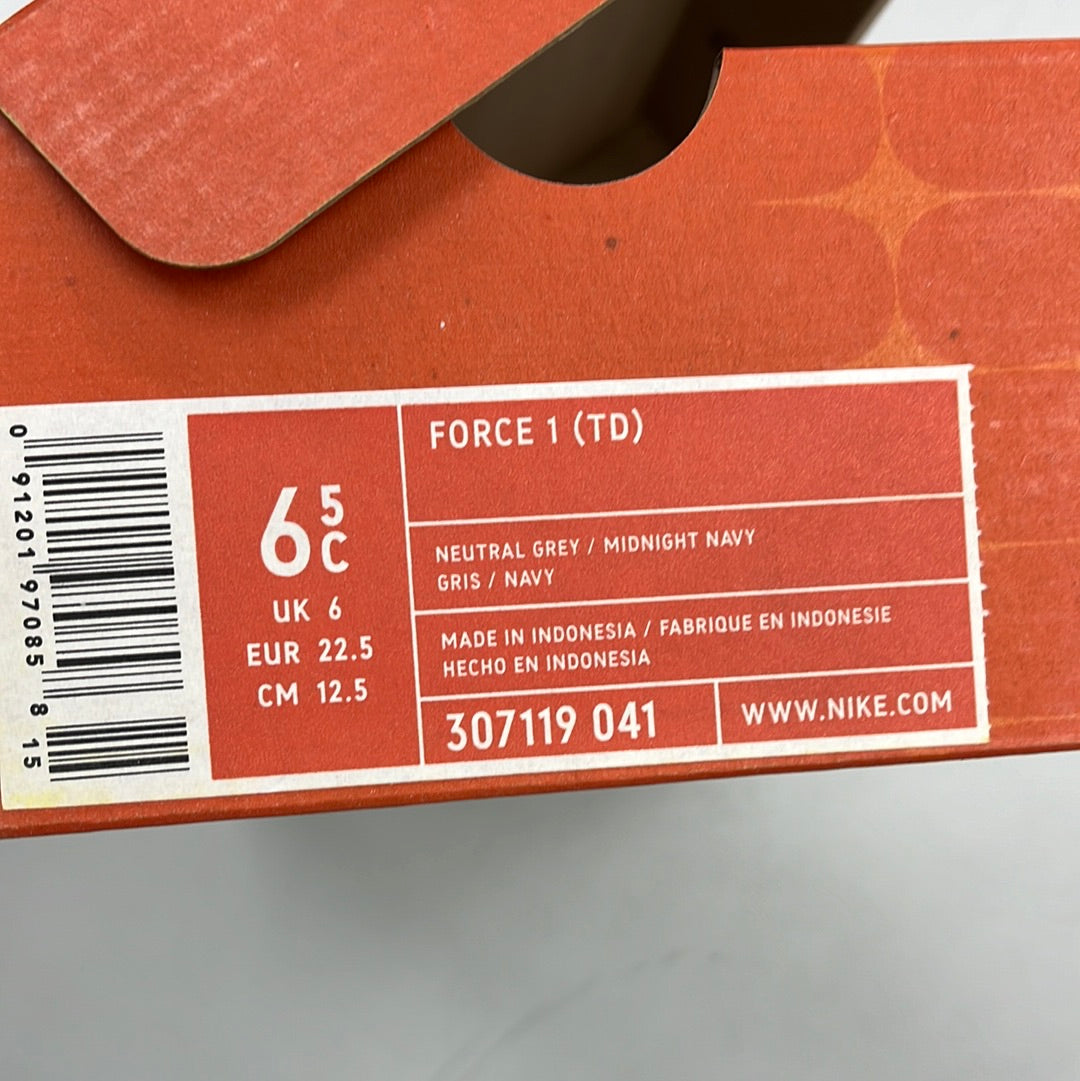 0 91201 97085 8 15
6 5C
UK 6
EUR 22.5
CM 12.5
FORCE 1 (TD)
NEUTRAL GREY / MIDNIGHT NAVY
GRIS / NAVY
MADE IN INDONESIA / FABRIQUE EN INDONESIE
HECHO EN INDONESIA
307119 041
WWW.NIKE.COM